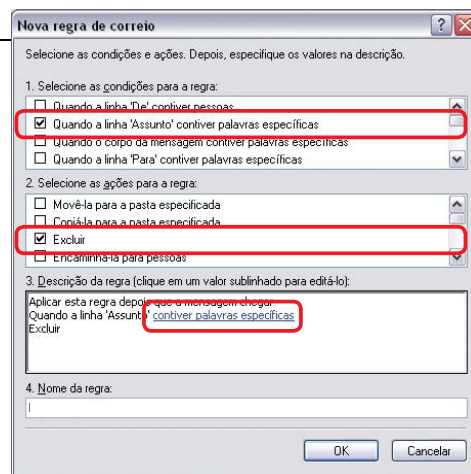 Nova regra de correio
Selecione as condições e ações. Depois, especifique os valores na descrição.
1. Selecione as condições para a regra:
Quando a linha 'De' contiver pessoas
Quando a linha 'Assunto' contiver palavras específicas
Quando o corpo da mensagem contiver palavras específicas
Quando a linha 'Para' contiver palavras específicas
2. Selecione as ações para a regra:
Movê-la para a pasta especificada
Copiá-la para a pasta especificada
Excluir
Encaminhá-la para pessoas
3. Descrição da regra (clique em um valor sublinhado para editá-lo):
Aplicar esta regra depois que a mensagem chegar
Quando a linha 'Assunto' contiver palavras específicas
Excluir
4. Nome da regra:
OK Cancelar